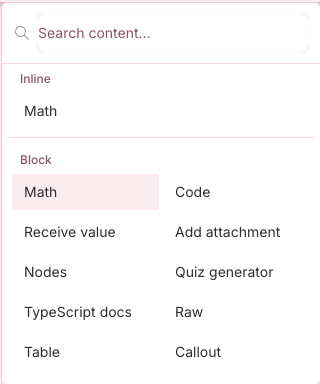 Search content...
Inline
Math
Block
Math
Code
Receive value
Add attachment
Nodes
Quiz generator
TypeScript docs
Raw
Table
Callout